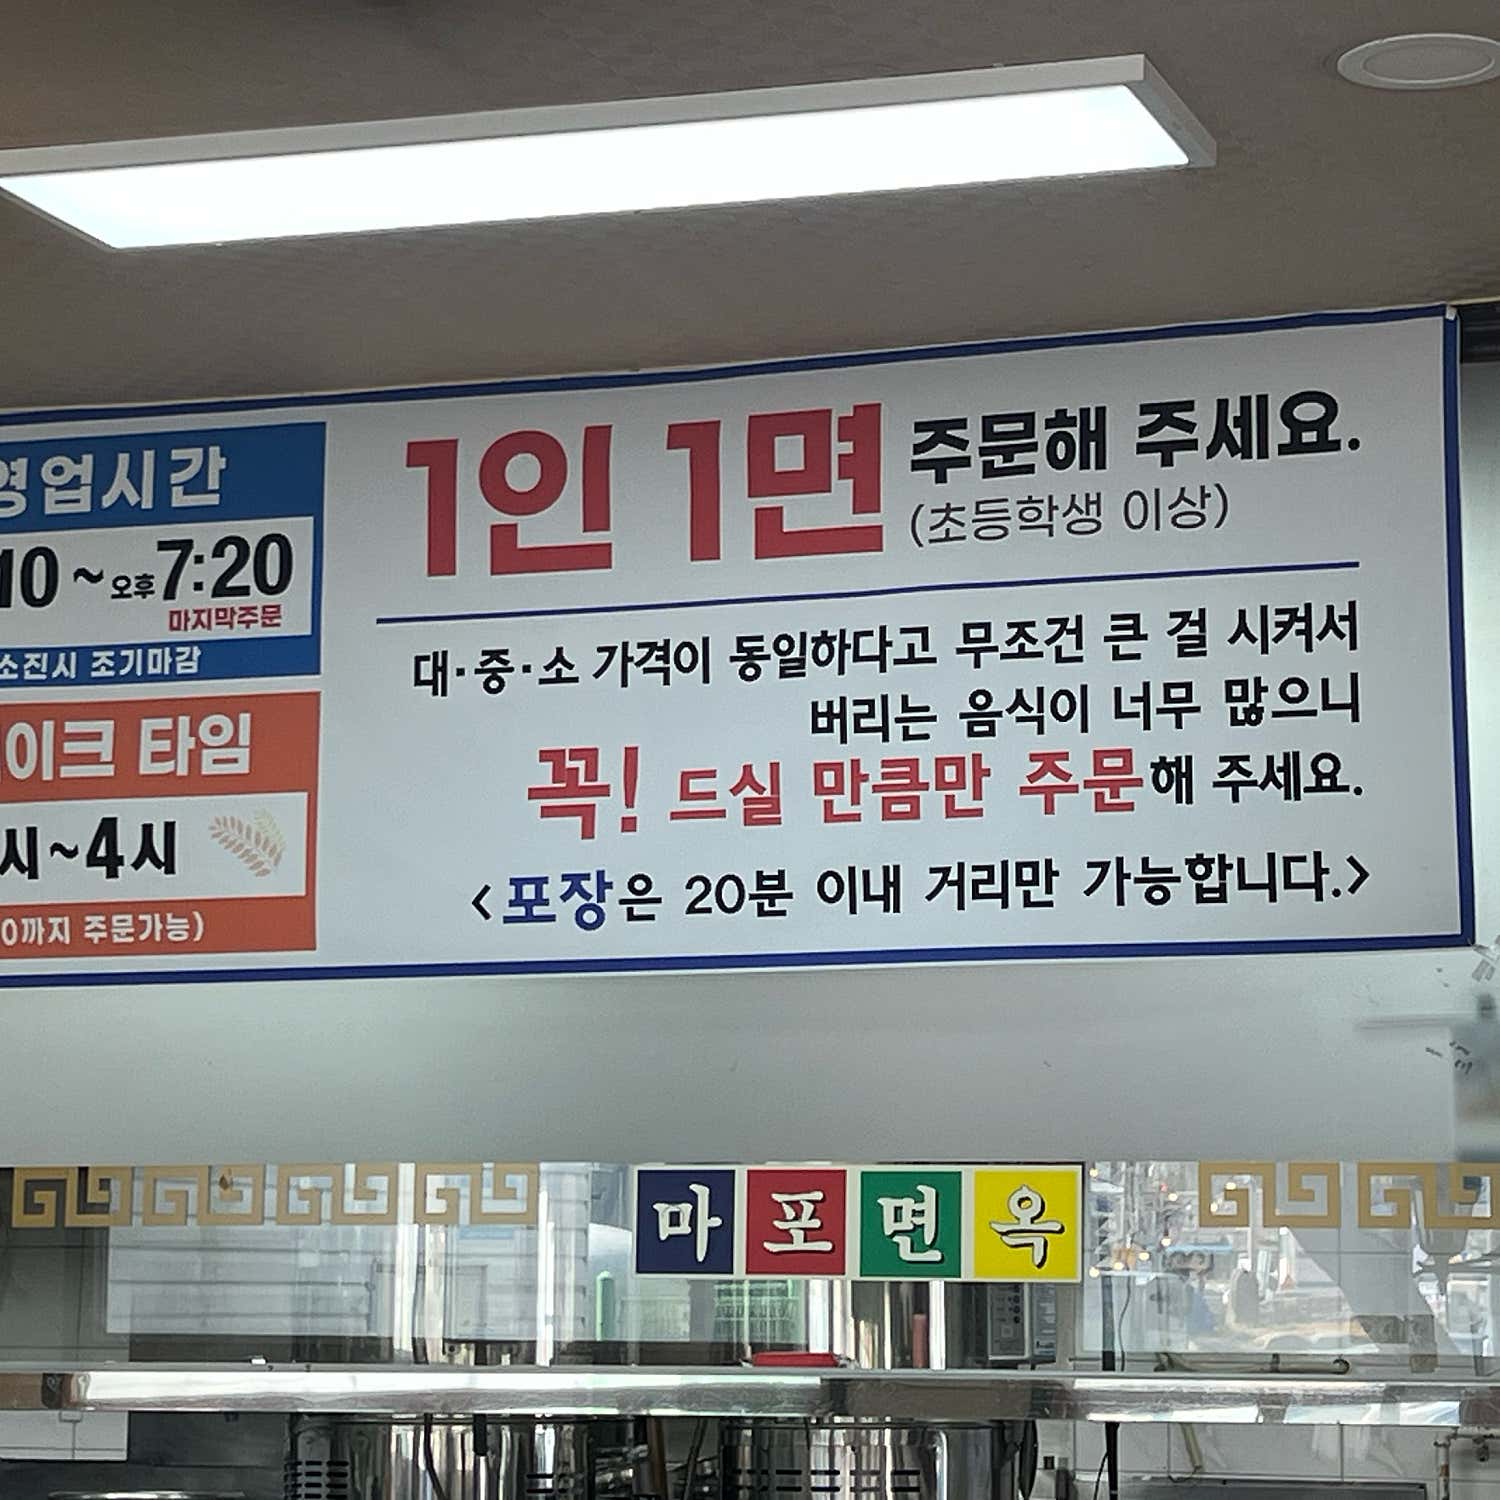 영업시간
10 ~ 오후 7:20
마지막주문
소진시 조기마감
이크 타임
시~4시
0까지 주문가능)
1인 1면 주문해 주세요.
(초등학생 이상)
대·중·소 가격이 동일하다고 무조건 큰 걸 시켜서
버리는 음식이 너무 많으니
꼭! 드실 만큼만 주문해 주세요.
<포장은 20분 이내 거리만 가능합니다.>
마포면옥